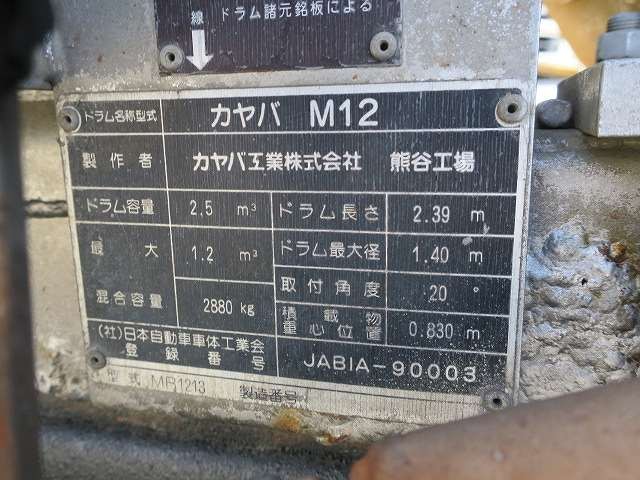 線 ドラム諸元銘板による
ドラム名称型式 カヤバ M12
製作者 カヤバ工業株式会社 熊谷工場
ドラム容量 2.5 m³ ドラム長さ 2.39 m
最大 1.2 m³ ドラム最大径 1.40 m
混合容量 2880 kg 取付角度 20°
積載物重心位置 0.830 m
(社)日本自動車車体工業会
登録番号 JABIA-90003
型式 MR1213 製造番号